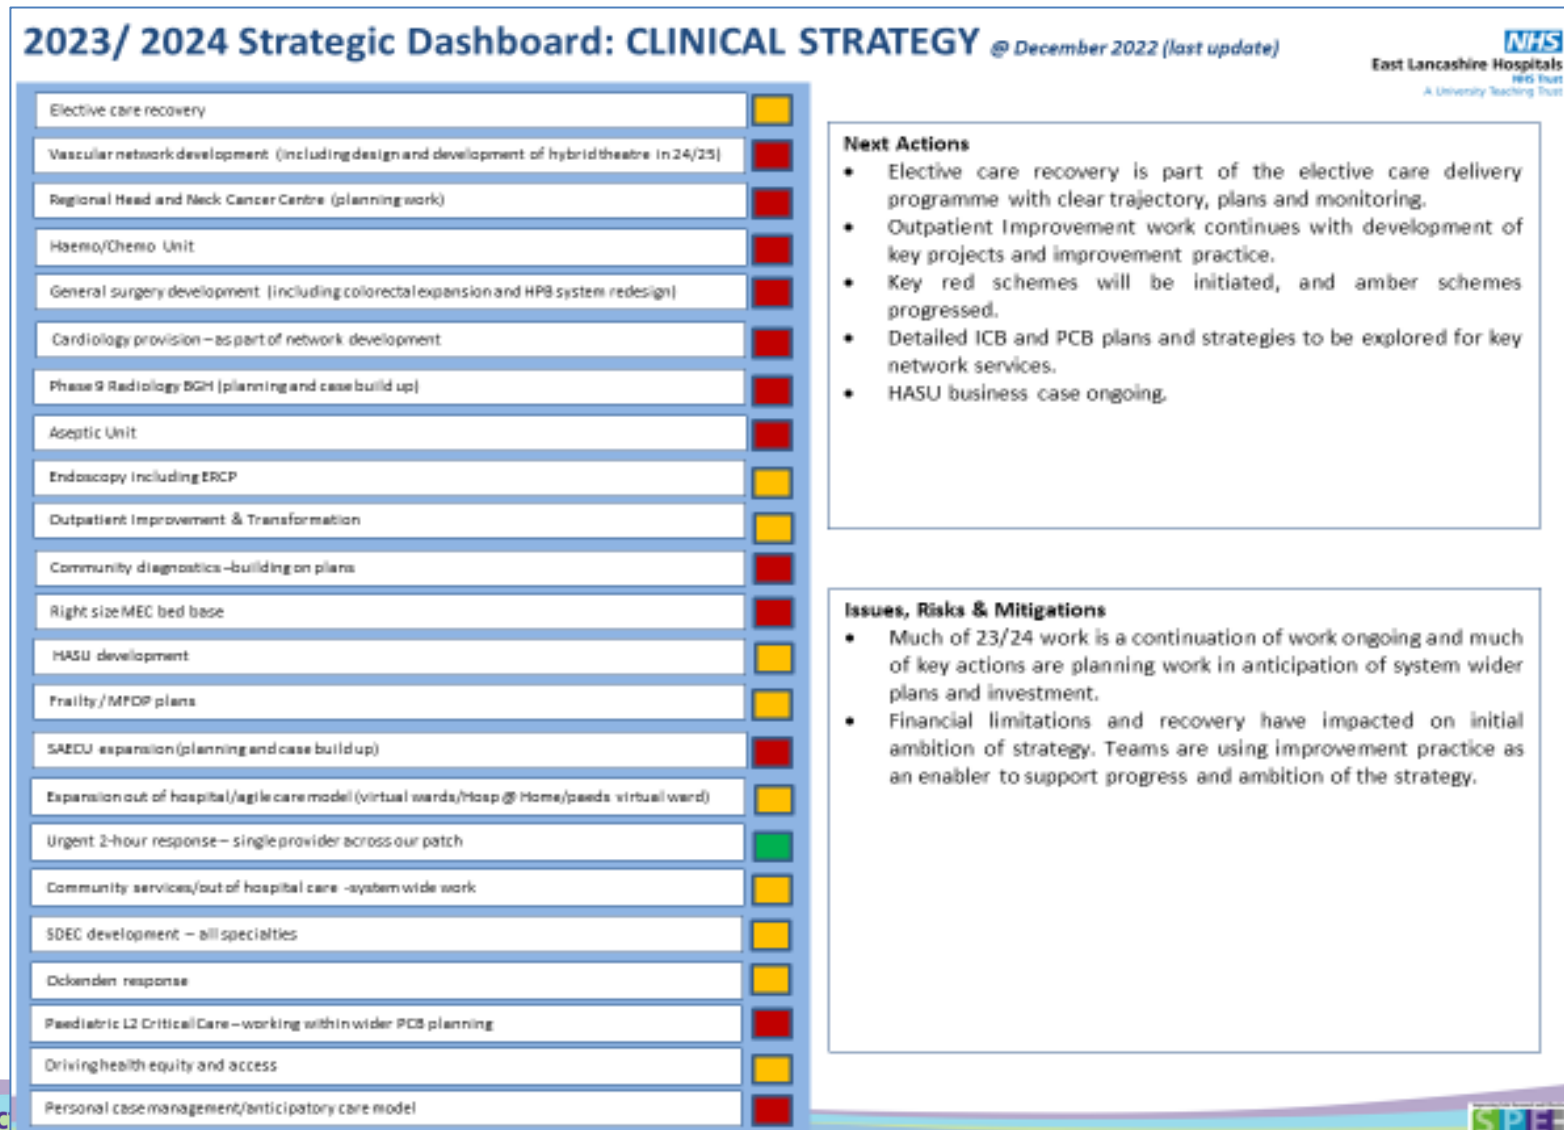 2023/ 2024 Strategic Dashboard: CLINICAL STRATEGY @ December 2022 (last update)
NHS
East Lancashire Hospitals
NHS Trust
A University Teaching Trust
Elective care recovery
Vascular network development (including design and development of hybrid theatre in 24/25)
Regional Head and Neck Cancer Centre (planning work)
Haemo/Chemo Unit
General surgery development (including colorectal expansion and HPB system redesign)
Cardiology provision – as part of network development
Phase 9 Radiology BGH (planning and case build up)
Aseptic Unit
Endoscopy including ERCP
Outpatient Improvement & Transformation
Community diagnostics –building on plans
Right size MEC bed base
HASU development
Frailty / MFOP plans
SAECU expansion (planning and case build up)
Expansion out of hospital/agile care model (virtual wards/Hosp @ Home/paeds virtual ward)
Urgent 2-hour response – single provider across our patch
Community services/out of hospital care -system wide work
SDEC development – all specialties
Ockenden response
Paediatric L2 Critical Care – working within wider PCB planning
Driving health equity and access
Personal case management/anticipatory care model
Next Actions
• Elective care recovery is part of the elective care delivery
programme with clear trajectory, plans and monitoring.
• Outpatient Improvement work continues with development of
key projects and improvement practice.
• Key red schemes will be initiated, and amber schemes
progressed.
• Detailed ICB and PCB plans and strategies to be explored for key
network services.
• HASU business case ongoing.
Issues, Risks & Mitigations
• Much of 23/24 work is a continuation of work ongoing and much
of key actions are planning work in anticipation of system wider
plans and investment.
• Financial limitations and recovery have impacted on initial
ambition of strategy. Teams are using improvement practice as
an enabler to support progress and ambition of the strategy.
SPE